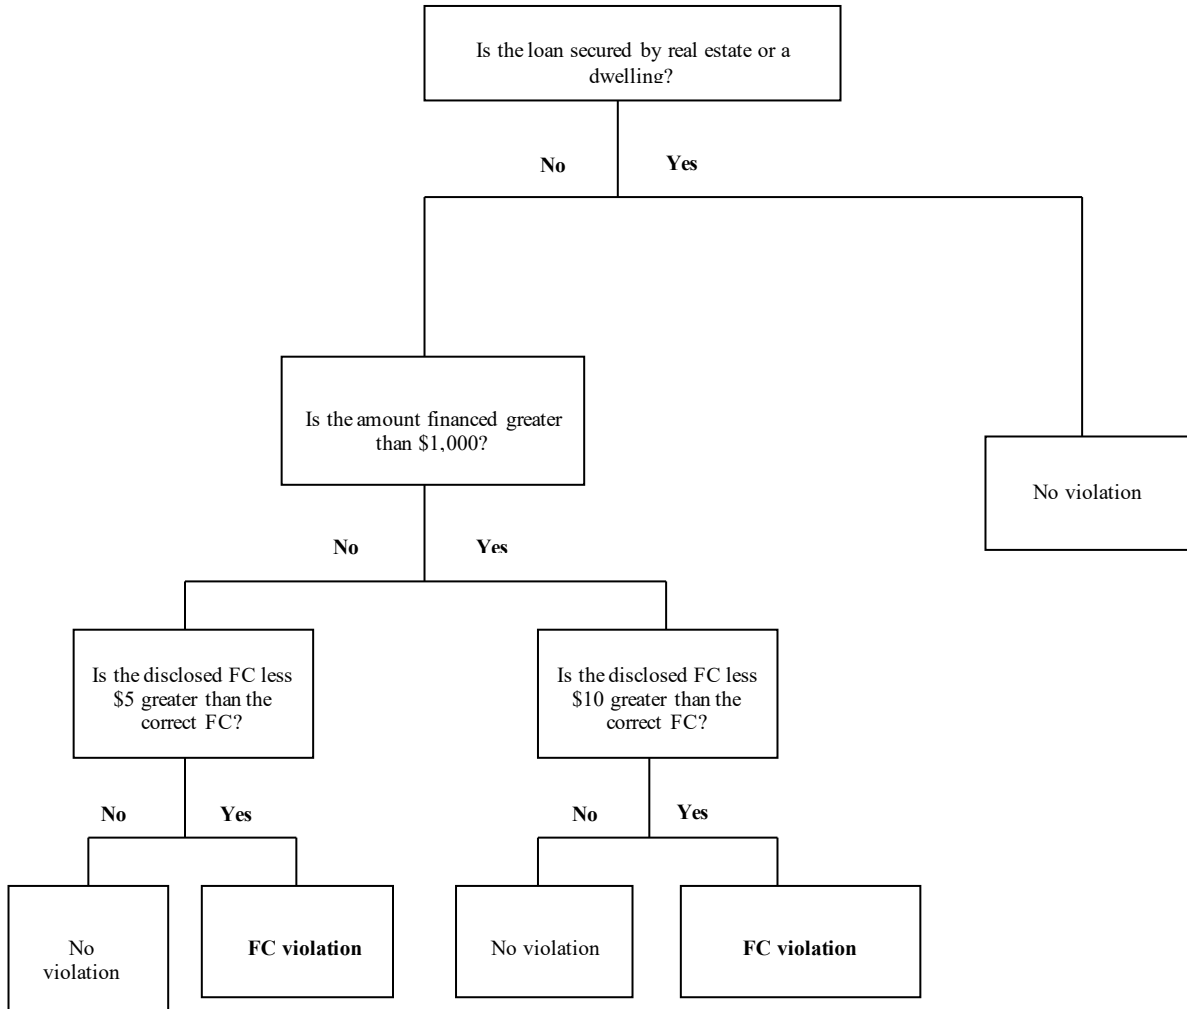 Is the loan secured by real estate or a
dwelling?
No
Yes
Is the amount financed greater
than $1,000?
No violation
No
Yes
Is the disclosed FC less
$5 greater than the
correct FC?
Is the disclosed FC less
$10 greater than the
correct FC?
No
Yes
No
Yes
No
violation
FC violation
No violation
FC violation